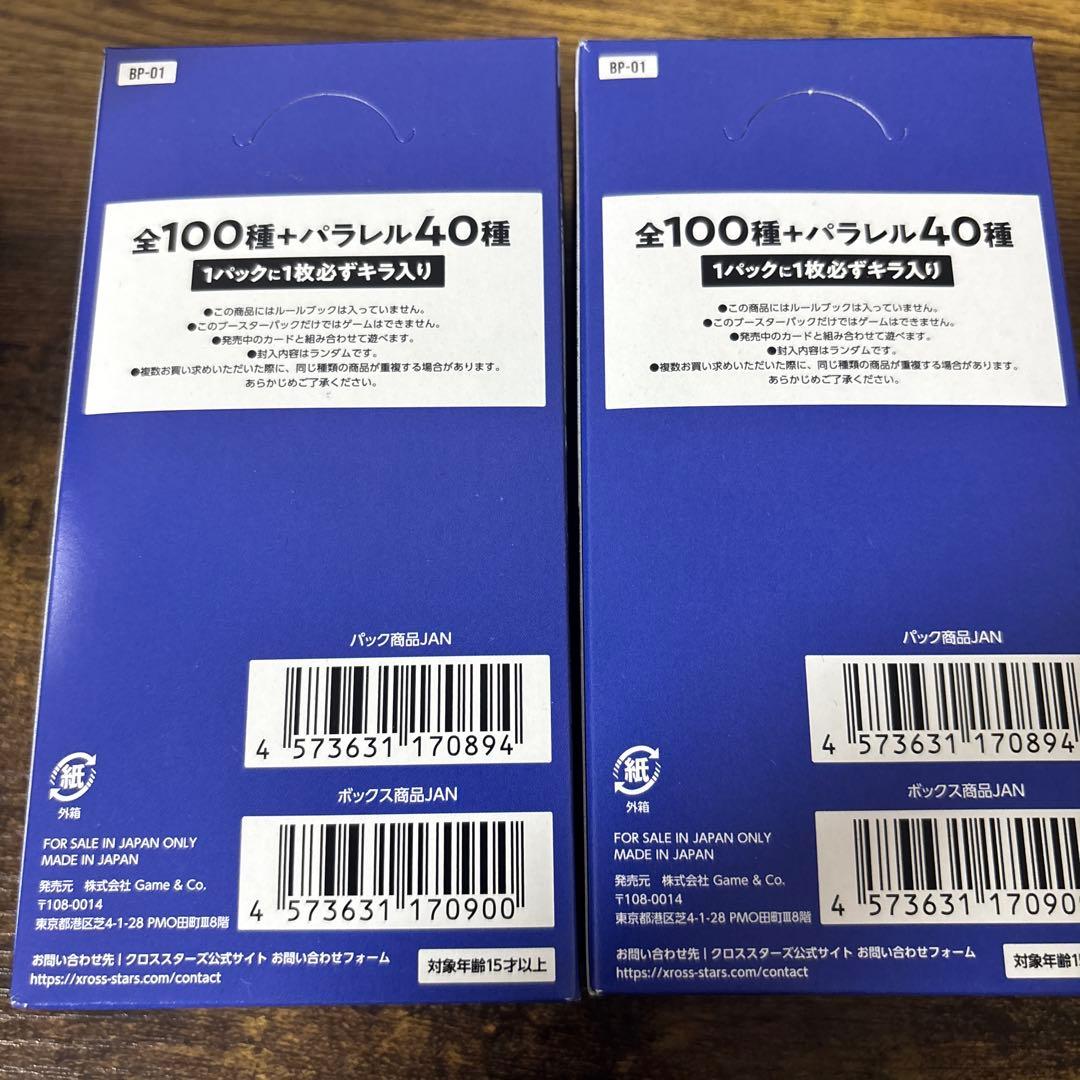 BP-01
全100種+パラレル40種
1パックに1枚必ずキラ入り
●この商品にはルールブックは入っていません。
●このブースターパックだけではゲームはできません。
●発売中のカードと組み合わせて遊べます。
●封入内容はランダムです。
●複数お買い求めいただいた際に、同じ種類の商品が重複する場合があります。
あらかじめご了承ください。
パック商品JAN
4 573631 170894
ボックス商品JAN
4 573631 170900
紙
外箱
FOR SALE IN JAPAN ONLY
MADE IN JAPAN
発売元 株式会社 Game & Co.
〒108-0014
東京都港区芝4-1-28 PMO田町Ⅲ8階
お問い合わせ先 | クロススターズ公式サイト お問い合わせフォーム
https://xross-stars.com/contact
対象年齢15才以上
BP-01
全100種+パラレル40種
1パックに1枚必ずキラ入り
●この商品にはルールブックは入っていません。
●このブースターパックだけではゲームはできません。
●発売中のカードと組み合わせて遊べます。
●封入内容はランダムです。
●複数お買い求めいただいた際に、同じ種類の商品が重複する場合があります。
あらかじめご了承ください。
パック商品JAN
4 573631 170894
ボックス商品JAN
4 573631 17090
紙
外箱
FOR SALE IN JAPAN ONLY
MADE IN JAPAN
発売元 株式会社 Game & Co.
〒108-0014
東京都港区芝4-1-28 PMO田町Ⅲ8階
お問い合わせ先 | クロススターズ公式サイト お問い合わせフォーム
https://xross-stars.com/contact
対象年齢1